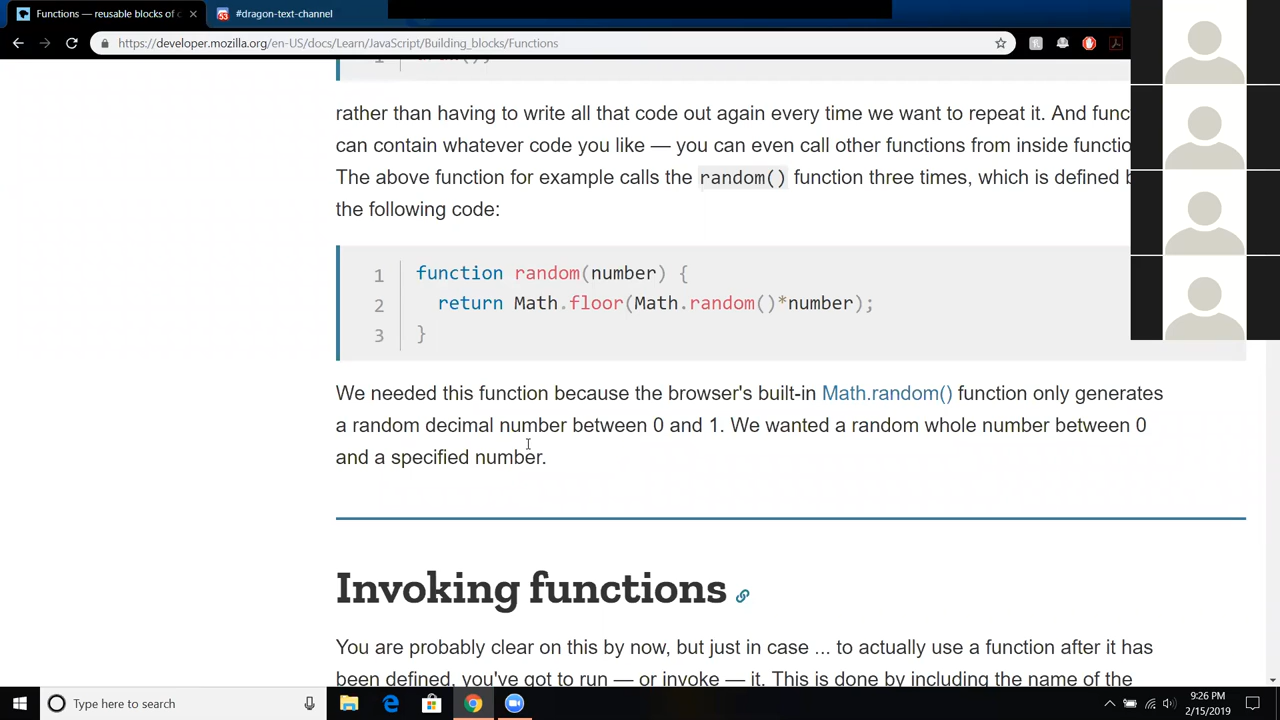 Functions — reusable blocks of c
#dragon-text-channel
https://developer.mozilla.org/en-US/docs/Learn/JavaScript/Building_blocks/Functions
rather than having to write all that code out again every time we want to repeat it. And func
can contain whatever code you like — you can even call other functions from inside functio
The above function for example calls the random() function three times, which is defined b
the following code:
1 function random(number) {
2 return Math.floor(Math.random()*number);
3 }
We needed this function because the browser's built-in Math.random() function only generates
a random decimal number between 0 and 1. We wanted a random whole number between 0
and a specified number.
Invoking functions
You are probably clear on this by now, but just in case ... to actually use a function after it has
been defined, you've got to run — or invoke — it. This is done by including the name of the
Type here to search
9:26 PM
2/15/2019